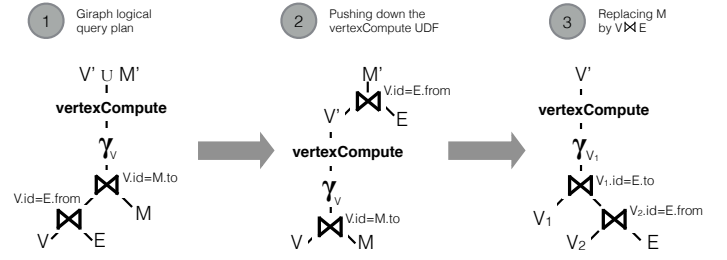 1
Giraph logical
query plan
V' ∪ M'
vertexCompute
γV
V.id=M.to
V.id=E.from
M
V
E
2
Pushing down the
vertexCompute UDF
M'
V.id=E.from
V'
E
vertexCompute
γV
V.id=M.to
V
M
3
Replacing M
by V⋈E
V'
vertexCompute
γV1
V1.id=E.to
V1
V2.id=E.from
V2
E